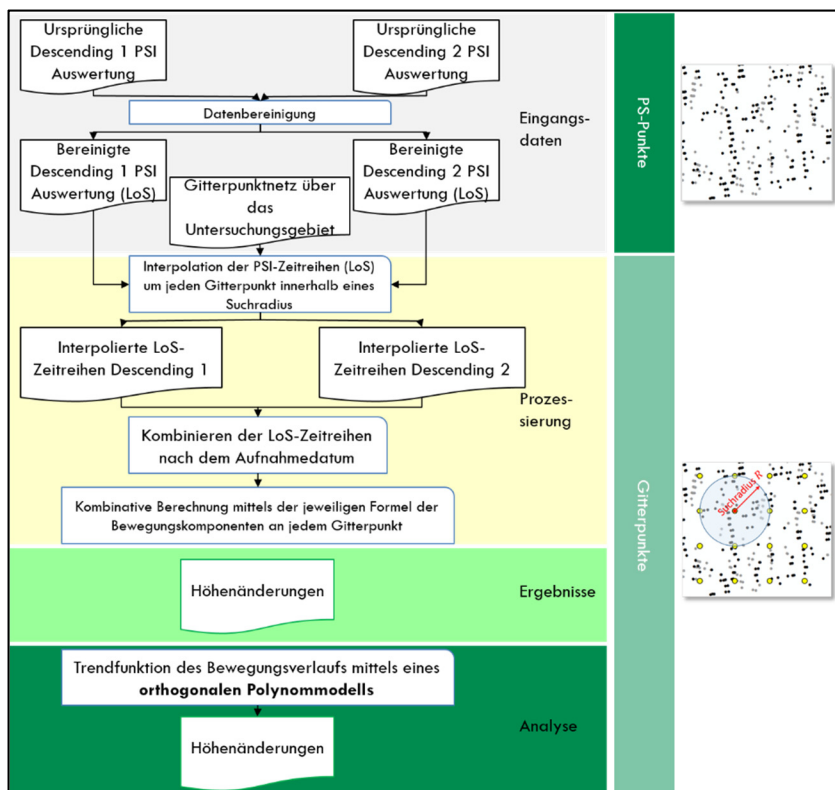 Ursprüngliche
Descending 1 PSI
Auswertung
Ursprüngliche
Descending 2 PSI
Auswertung
Datenbereinigung
Eingangs-
daten
Bereinigte
Descending 1 PSI
Auswertung (LoS)
Bereinigte
Descending 2 PSI
Auswertung (LoS)
Gitterpunktnetz über
das
Untersuchungsgebiet
PS-Punkte
Interpolation der PSI-Zeitreihen (LoS)
um jeden Gitterpunkt innerhalb eines
Suchradius
Interpolierte LoS-
Zeitreihen Descending 1
Interpolierte LoS-
Zeitreihen Descending 2
Prozes-
sierung
Kombinieren der LoS-Zeitreihen
nach dem Aufnahmedatum
Kombinative Berechnung mittels der jeweiligen Formel der
Bewegungskomponenten an jedem Gitterpunkt
Gitterpunkte
Suchradius R
Höhenänderungen
Ergebnisse
Trendfunktion des Bewegungsverlaufs mittels eines
orthogonalen Polynommodells
Analyse
Höhenänderungen